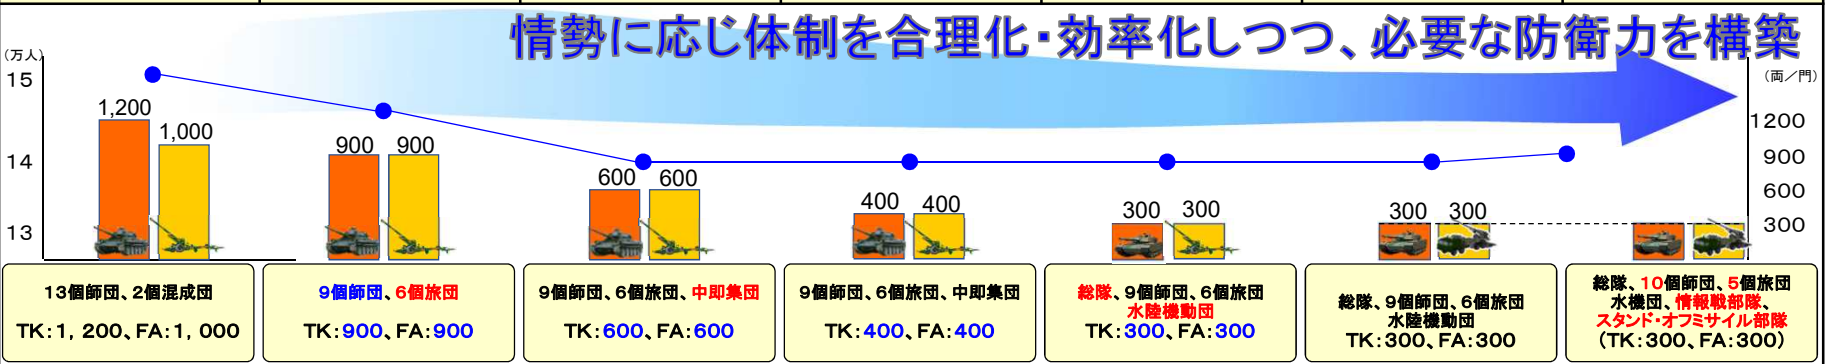 情勢に応じ体制を合理化・効率化しつつ、必要な防衛力を構築
(万人)
15
14
13
(両/門)
1200
900
600
300
1,200
1,000
900
900
600
600
400
400
300
300
300
300
13個師団、2個混成団
TK:1,200、FA:1,000
9個師団、6個旅団
TK:900、FA:900
9個師団、6個旅団、中即集団
TK:600、FA:600
9個師団、6個旅団、中即集団
TK:400、FA:400
総隊、9個師団、6個旅団
水陸機動団
TK:300、FA:300
総隊、9個師団、6個旅団
水陸機動団
TK:300、FA:300
総隊、10個師団、5個旅団
水機団、情報戦部隊、
スタンド・オフミサイル部隊
(TK:300、FA:300)